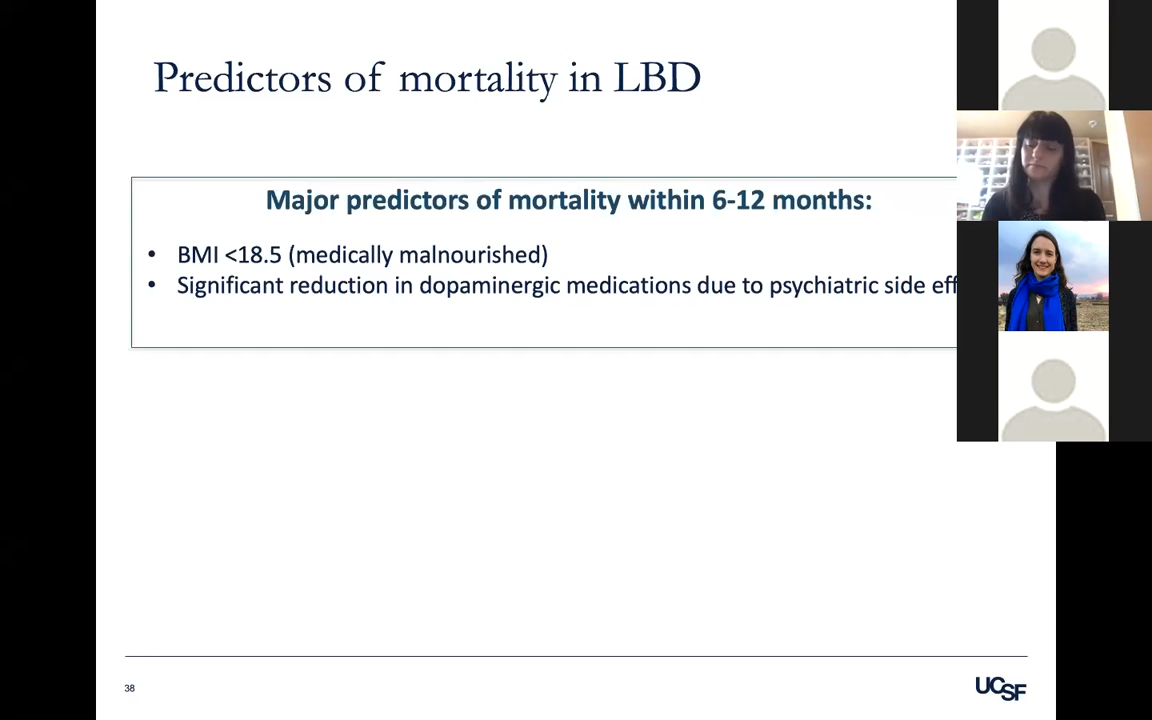 Predictors of mortality in LBD
Major predictors of mortality within 6-12 months:
• BMI <18.5 (medically malnourished)
• Significant reduction in dopaminergic medications due to psychiatric side eff
38
UCSF